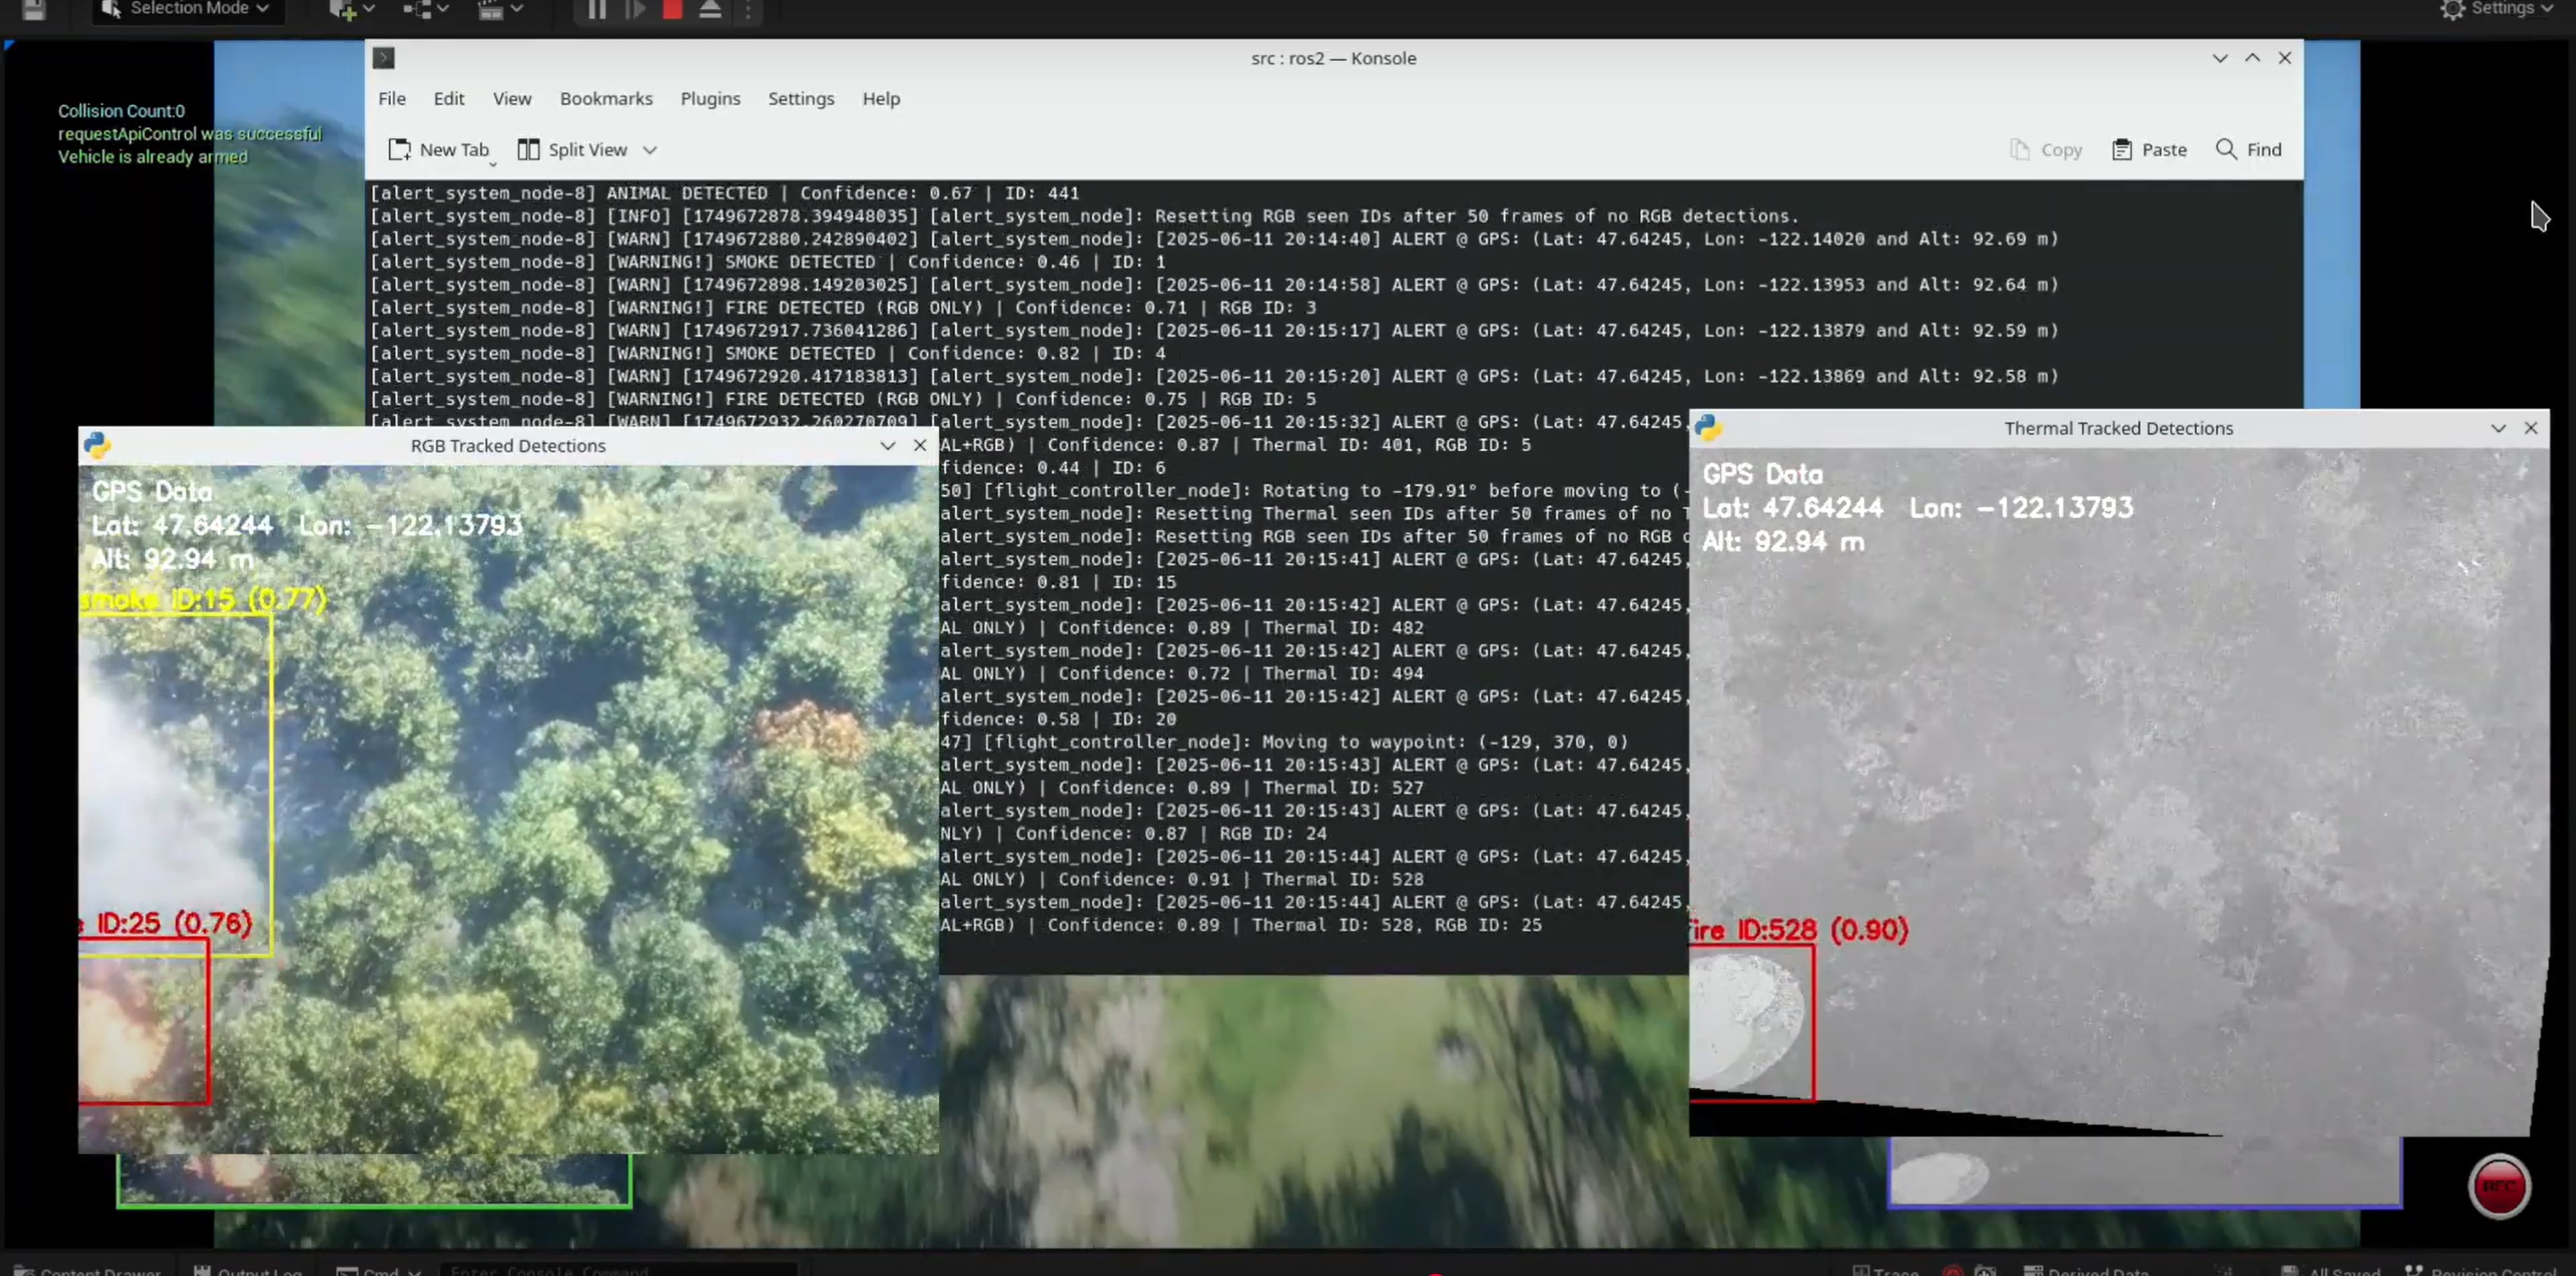 Selection Mode
Settings
Collision Count:0
requestApiControl was successful
Vehicle is already armed
src : ros2 — Konsole
File Edit View Bookmarks Plugins Settings Help
New Tab Split View Copy Paste Find
[alert_system_node-8] ANIMAL DETECTED | Confidence: 0.67 | ID: 441
[alert_system_node-8] [INFO] [1749672878.394948035] [alert_system_node]: Resetting RGB seen IDs after 50 frames of no RGB detections.
[alert_system_node-8] [WARN] [1749672880.242890402] [alert_system_node]: [2025-06-11 20:14:40] ALERT @ GPS: (Lat: 47.64245, Lon: -122.14020 and Alt: 92.69 m)
[alert_system_node-8] [WARNING!] SMOKE DETECTED | Confidence: 0.46 | ID: 1
[alert_system_node-8] [WARN] [1749672898.149203025] [alert_system_node]: [2025-06-11 20:14:58] ALERT @ GPS: (Lat: 47.64245, Lon: -122.13953 and Alt: 92.64 m)
[alert_system_node-8] [WARNING!] FIRE DETECTED (RGB ONLY) | Confidence: 0.71 | RGB ID: 3
[alert_system_node-8] [WARN] [1749672917.736041286] [alert_system_node]: [2025-06-11 20:15:17] ALERT @ GPS: (Lat: 47.64245, Lon: -122.13879 and Alt: 92.59 m)
[alert_system_node-8] [WARNING!] SMOKE DETECTED | Confidence: 0.82 | ID: 4
[alert_system_node-8] [WARN] [1749672920.417183813] [alert_system_node]: [2025-06-11 20:15:20] ALERT @ GPS: (Lat: 47.64245, Lon: -122.13869 and Alt: 92.58 m)
[alert_system_node-8] [WARNING!] FIRE DETECTED (RGB ONLY) | Confidence: 0.75 | RGB ID: 5
[alert_system_node-8] [WARN] [1749672932.260270709] [alert_system_node]: [2025-06-11 20:15:32] ALERT @ GPS: (Lat: 47.64245,
AL+RGB) | Confidence: 0.87 | Thermal ID: 401, RGB ID: 5
fidence: 0.44 | ID: 6
50] [flight_controller_node]: Rotating to -179.91° before moving to (-
alert_system_node]: Resetting Thermal seen IDs after 50 frames of no
alert_system_node]: Resetting RGB seen IDs after 50 frames of no RGB
alert_system_node]: [2025-06-11 20:15:41] ALERT @ GPS: (Lat: 47.64245,
fidence: 0.81 | ID: 15
alert_system_node]: [2025-06-11 20:15:42] ALERT @ GPS: (Lat: 47.64245,
AL ONLY) | Confidence: 0.89 | Thermal ID: 482
alert_system_node]: [2025-06-11 20:15:42] ALERT @ GPS: (Lat: 47.64245,
AL ONLY) | Confidence: 0.72 | Thermal ID: 494
alert_system_node]: [2025-06-11 20:15:42] ALERT @ GPS: (Lat: 47.64245,
fidence: 0.58 | ID: 20
47] [flight_controller_node]: Moving to waypoint: (-129, 370, 0)
alert_system_node]: [2025-06-11 20:15:43] ALERT @ GPS: (Lat: 47.64245,
AL ONLY) | Confidence: 0.89 | Thermal ID: 527
alert_system_node]: [2025-06-11 20:15:43] ALERT @ GPS: (Lat: 47.64245,
NLY) | Confidence: 0.87 | RGB ID: 24
alert_system_node]: [2025-06-11 20:15:44] ALERT @ GPS: (Lat: 47.64245,
AL ONLY) | Confidence: 0.91 | Thermal ID: 528
alert_system_node]: [2025-06-11 20:15:44] ALERT @ GPS: (Lat: 47.64245,
AL+RGB) | Confidence: 0.89 | Thermal ID: 528, RGB ID: 25
RGB Tracked Detections
GPS Data
Lat: 47.64244 Lon: -122.13793
Alt: 92.94 m
smoke ID:15 (0.77)
e ID:25 (0.76)
Thermal Tracked Detections
GPS Data
Lat: 47.64244 Lon: -122.13793
Alt: 92.94 m
fire ID:528 (0.90)
REC
Content Drawer Output Log Cmd Enter Console Command Trace Derived Data All Saved Revision Control